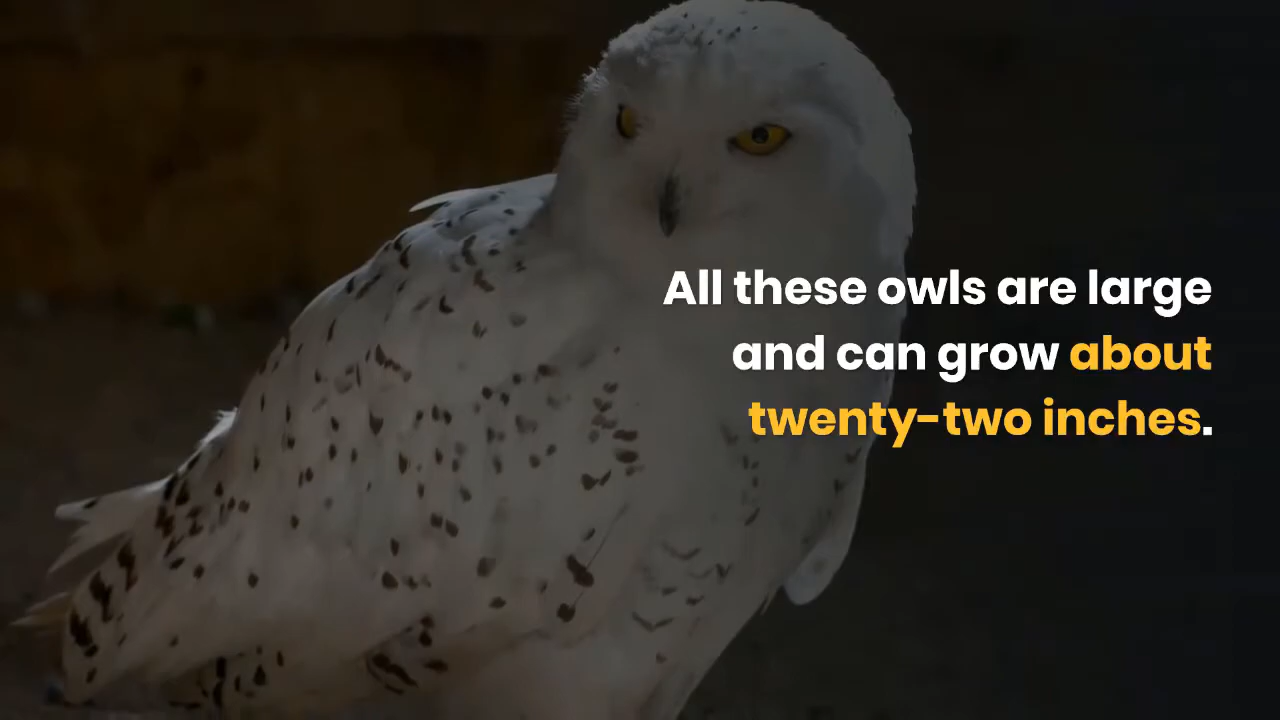 All these owls are large
and can grow about
twenty-two inches.